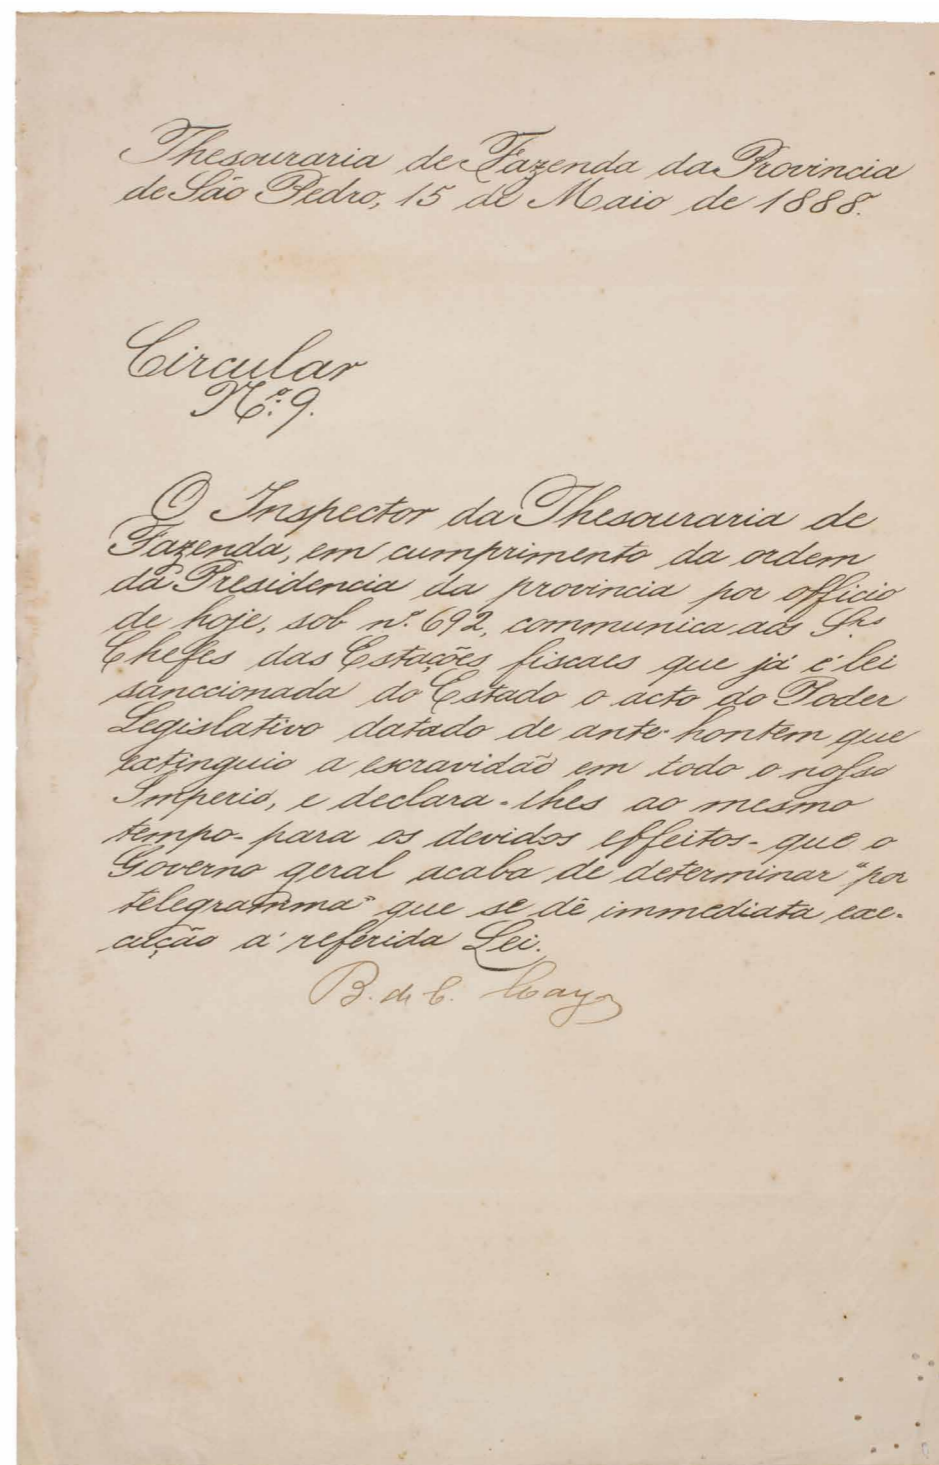 Thesouraria de Fazenda da Provincia
de São Pedro, 15 de Maio de 1888.
Circular
N.º 9.
O Inspector da Thesouraria de
Fazenda, em cumprimento da ordem
da Presidencia da provincia por officio
de hoje, sob n.º 692, communica aos Srs
Chefes das Estações fiscaes que já é lei
sanccionada do Estado o acto do Poder
Legislativo datado de ante-hontem que
extinguio a escravidão em todo o nosso
Imperio, e declara-lhes ao mesmo
tempo - para os devidos effeitos - que o
Governo geral acaba de determinar "por
telegramma" que se dê immediata exe-
cução á referida Lei.
B. de C.